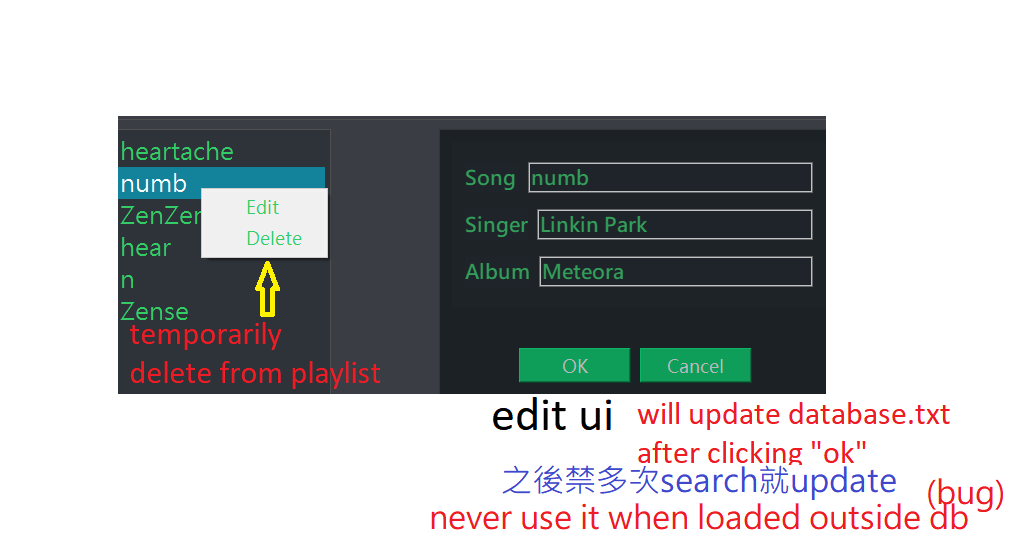 heartache
numb
ZenZen
hear
n
Zense
Edit
Delete
temporarily
delete from playlist
Song numb
Singer Linkin Park
Album Meteora
OK Cancel
edit ui
will update database.txt
after clicking "ok"
之後禁多次search就update
(bug)
never use it when loaded outside db